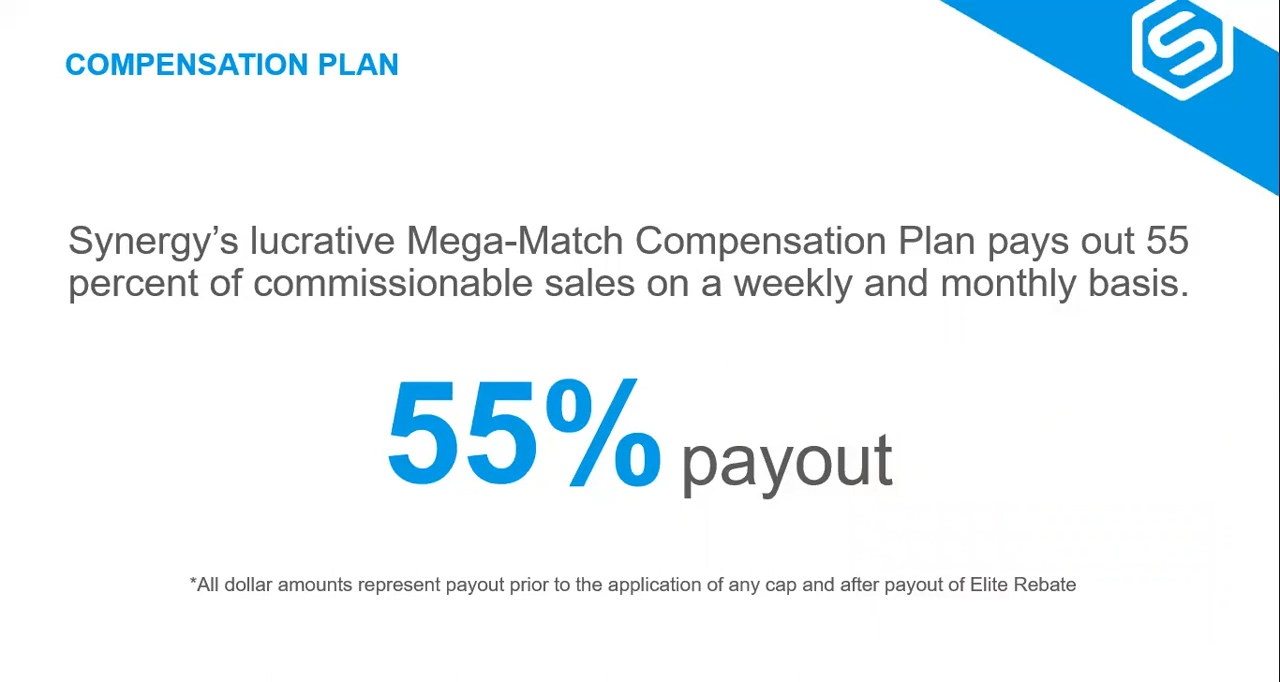 COMPENSATION PLAN
Synergy’s lucrative Mega-Match Compensation Plan pays out 55
percent of commissionable sales on a weekly and monthly basis.
55% payout
*All dollar amounts represent payout prior to the application of any cap and after payout of Elite Rebate